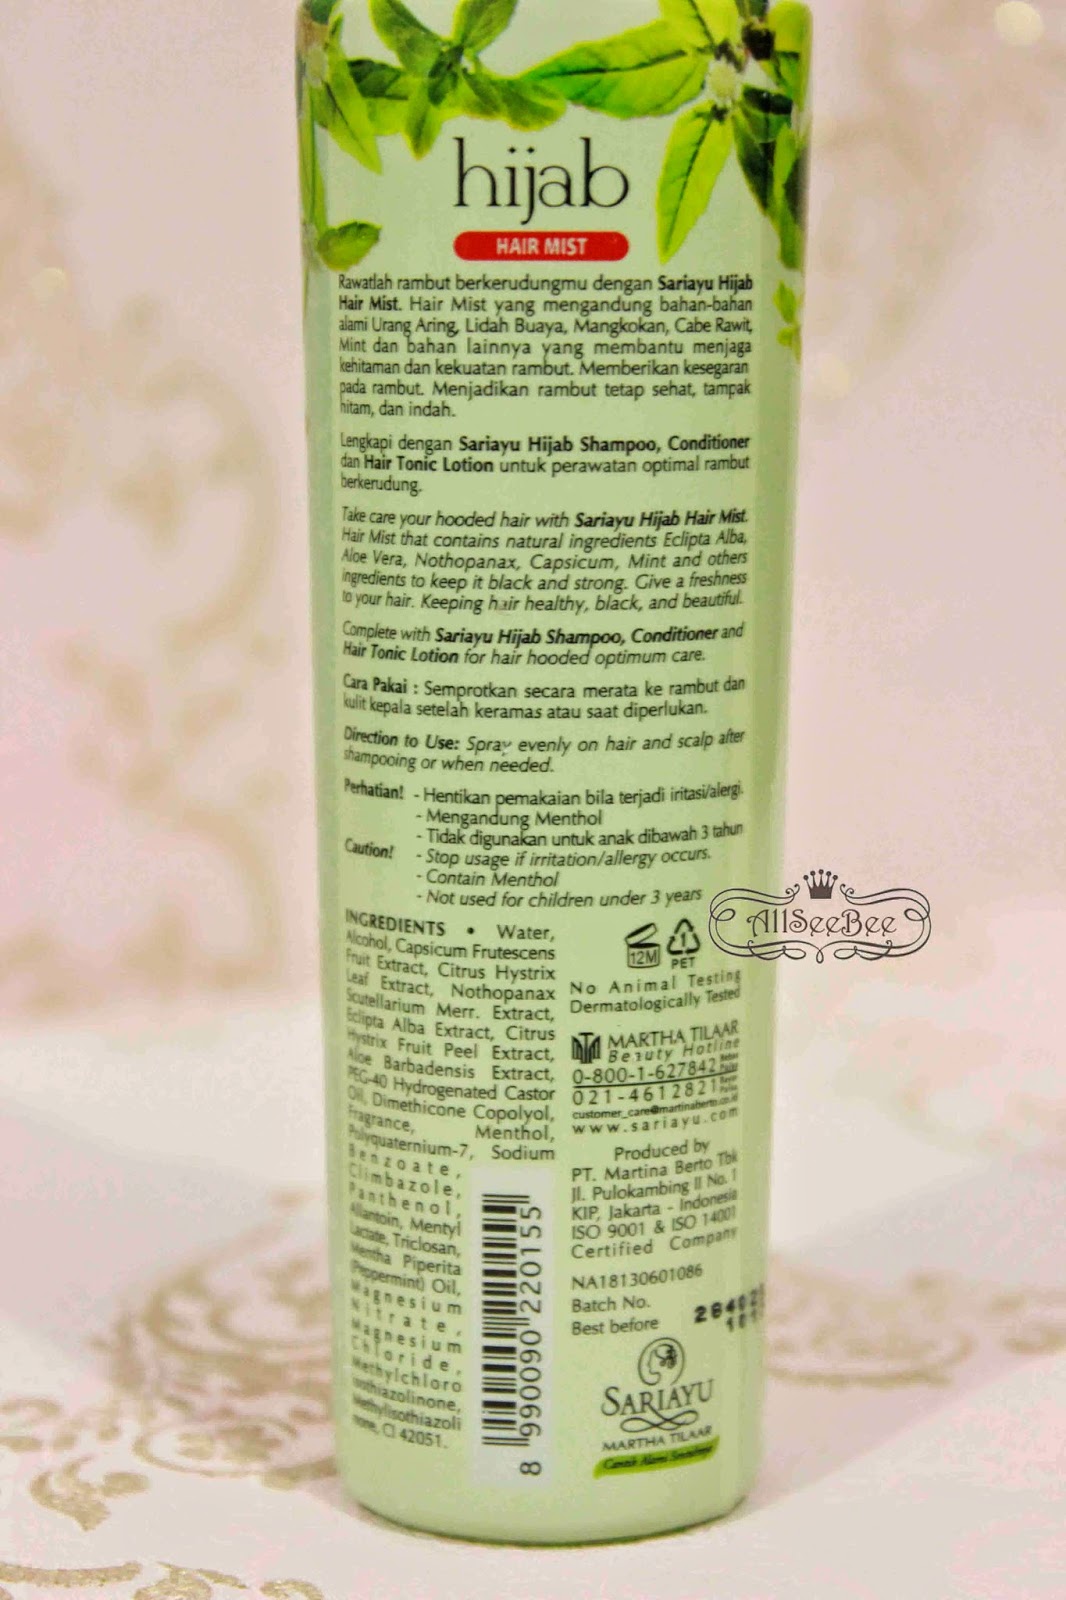 hijab
HAIR MIST
Rawatlah rambut berkerudungmu dengan Sariayu Hijab
Hair Mist. Hair Mist yang mengandung bahan-bahan
alami Urang Aring, Lidah Buaya, Mangkokan, Cabe Rawit,
Mint dan bahan lainnya yang membantu menjaga
kehitaman dan kekuatan rambut. Memberikan kesegaran
pada rambut. Menjadikan rambut tetap sehat, tampak
hitam, dan indah.
Lengkapi dengan Sariayu Hijab Shampoo, Conditioner
dan Hair Tonic Lotion untuk perawatan optimal rambut
berkerudung.
Take care your hooded hair with Sariayu Hijab Hair Mist.
Hair Mist that contains natural ingredients Eclipta Alba,
Aloe Vera, Nothopanax, Capsicum, Mint and others
ingredients to keep it black and strong. Give a freshness
to your hair. Keeping hair healthy, black, and beautiful.
Complete with Sariayu Hijab Shampoo, Conditioner and
Hair Tonic Lotion for hair hooded optimum care.
Cara Pakai : Semprotkan secara merata ke rambut dan
kulit kepala setelah keramas atau saat diperlukan.
Direction to Use: Spray evenly on hair and scalp after
shampooing or when needed.
Perhatian! - Hentikan pemakaian bila terjadi iritasi/alergi.
- Mengandung Menthol
- Tidak digunakan untuk anak dibawah 3 tahun
Caution! - Stop usage if irritation/allergy occurs.
- Contain Menthol
- Not used for children under 3 years
INGREDIENTS • Water,
Alcohol, Capsicum Frutescens
Fruit Extract, Citrus Hystrix
Leaf Extract, Nothopanax
Scutellarium Merr. Extract,
Eclipta Alba Extract, Citrus
Hystrix Fruit Peel Extract,
Aloe Barbadensis Extract,
PEG-40 Hydrogenated Castor
Oil, Dimethicone Copolyol,
Fragrance, Menthol,
Polyquaternium-7, Sodium
Benzoate,
Climbazole,
Panthenol,
Allantoin, Mentyl
Lactate, Triclosan,
Mentha Piperita
(Peppermint) Oil,
Magnesium
Nitrate,
Magnesium
Chloride,
Methylchloro
isothiazolinone,
Methylisothiazoli
none, CI 42051.
8 990090 220155
12M
1
PET
No Animal Testing
Dermatologically Tested
MARTHA TILAAR
Beauty Hotline
0-800-1-627842
021-4612821
customer_care@martinaberto.co.id
www.sariayu.com
Produced by
PT. Martina Berto Tbk
Jl. Pulokambing II No. 1
KIP, Jakarta - Indonesia
ISO 9001 & ISO 14001
Certified Company
NA18130601086
Batch No.
Best before
SARIAYU
MARTHA TILAAR
AllSeeBee